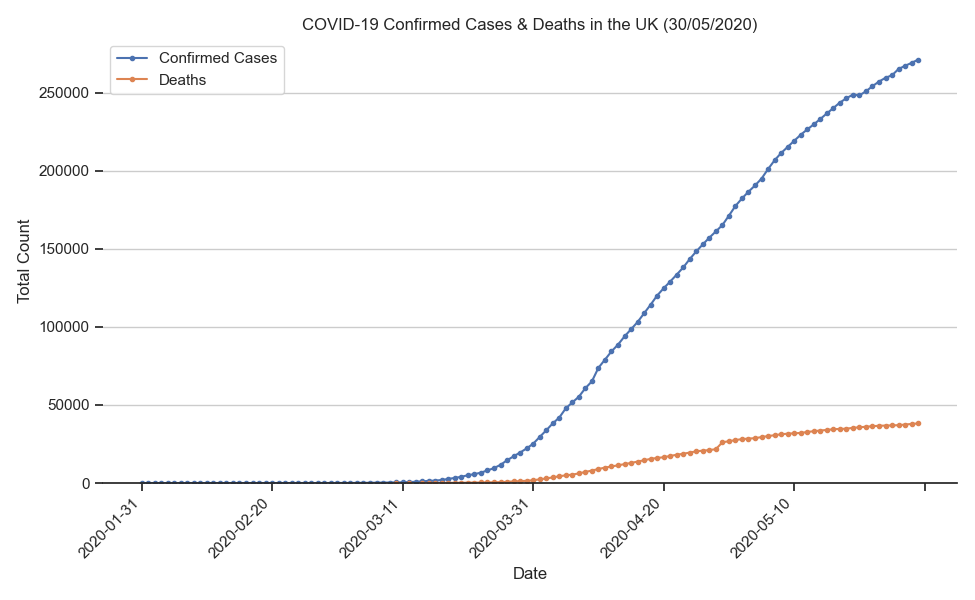 COVID-19 Confirmed Cases & Deaths in the UK (30/05/2020)
Confirmed Cases
Deaths
250000
200000
150000
100000
50000
0
Total Count
2020-01-31
2020-02-20
2020-03-11
2020-03-31
2020-04-20
2020-05-10
Date